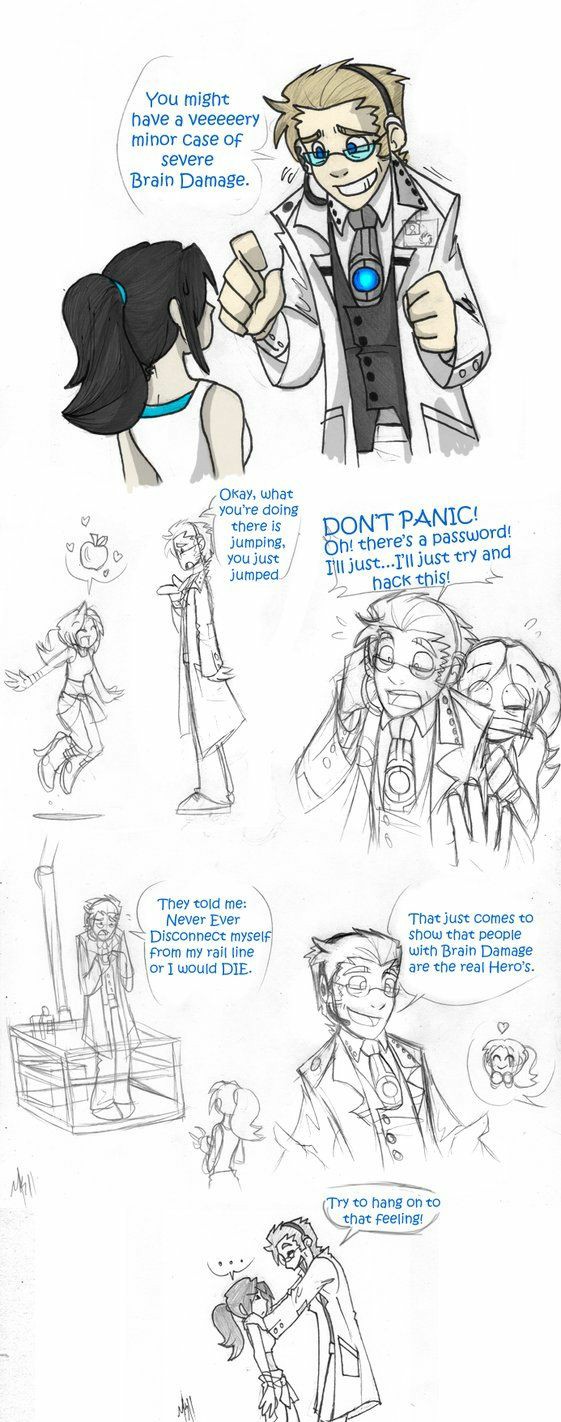 You might
have a veeeeery
minor case of
severe
Brain Damage.
Okay, what
you're doing
there is
jumping,
you just
jumped
DON'T PANIC!
Oh! there's a password!
I'll just...I'll just try and
hack this!
They told me:
Never Ever
Disconnect myself
from my rail line
or I would DIE.
That just comes to
show that people
with Brain Damage
are the real Hero's.
Try to hang on to
that feeling!
...